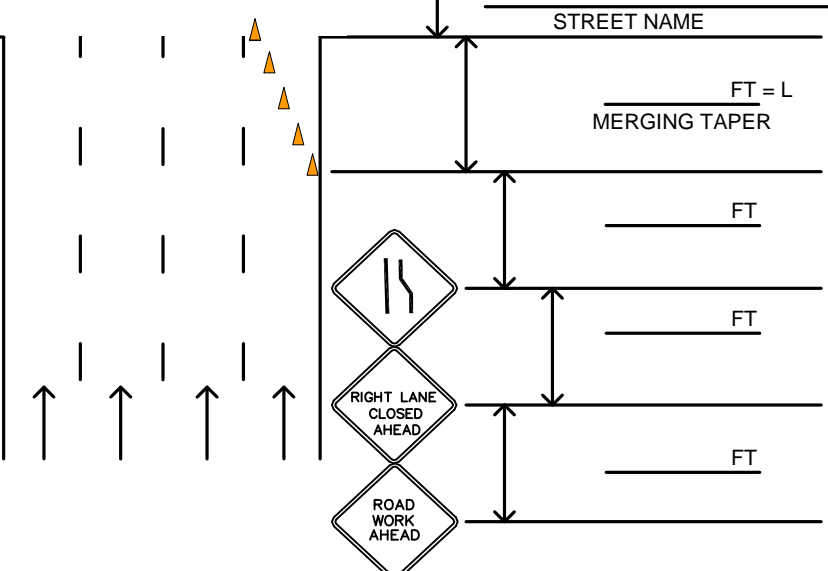 STREET NAME
FT = L
MERGING TAPER
FT
FT
RIGHT LANE
CLOSED
AHEAD
FT
ROAD
WORK
AHEAD